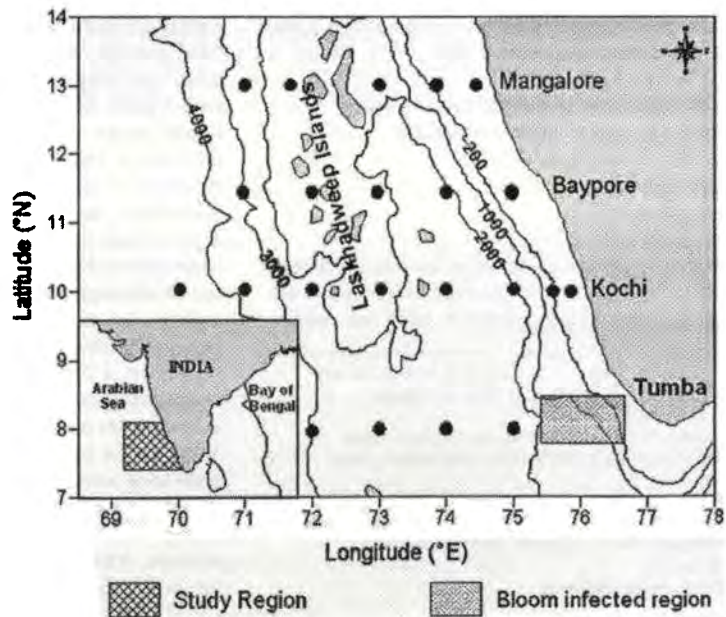 14
13
12
11
10
9
8
7
Latitude (°N)
4000
3000
Laskhadweep Islands
200
1000
2000
Mangalore
Baypore
Kochi
Tumba
INDIA
Arabian
Sea
Bay of
Bengal
69 70 71 72 73 74 75 76 77 78
Longitude (°E)
Study Region
Bloom infected region